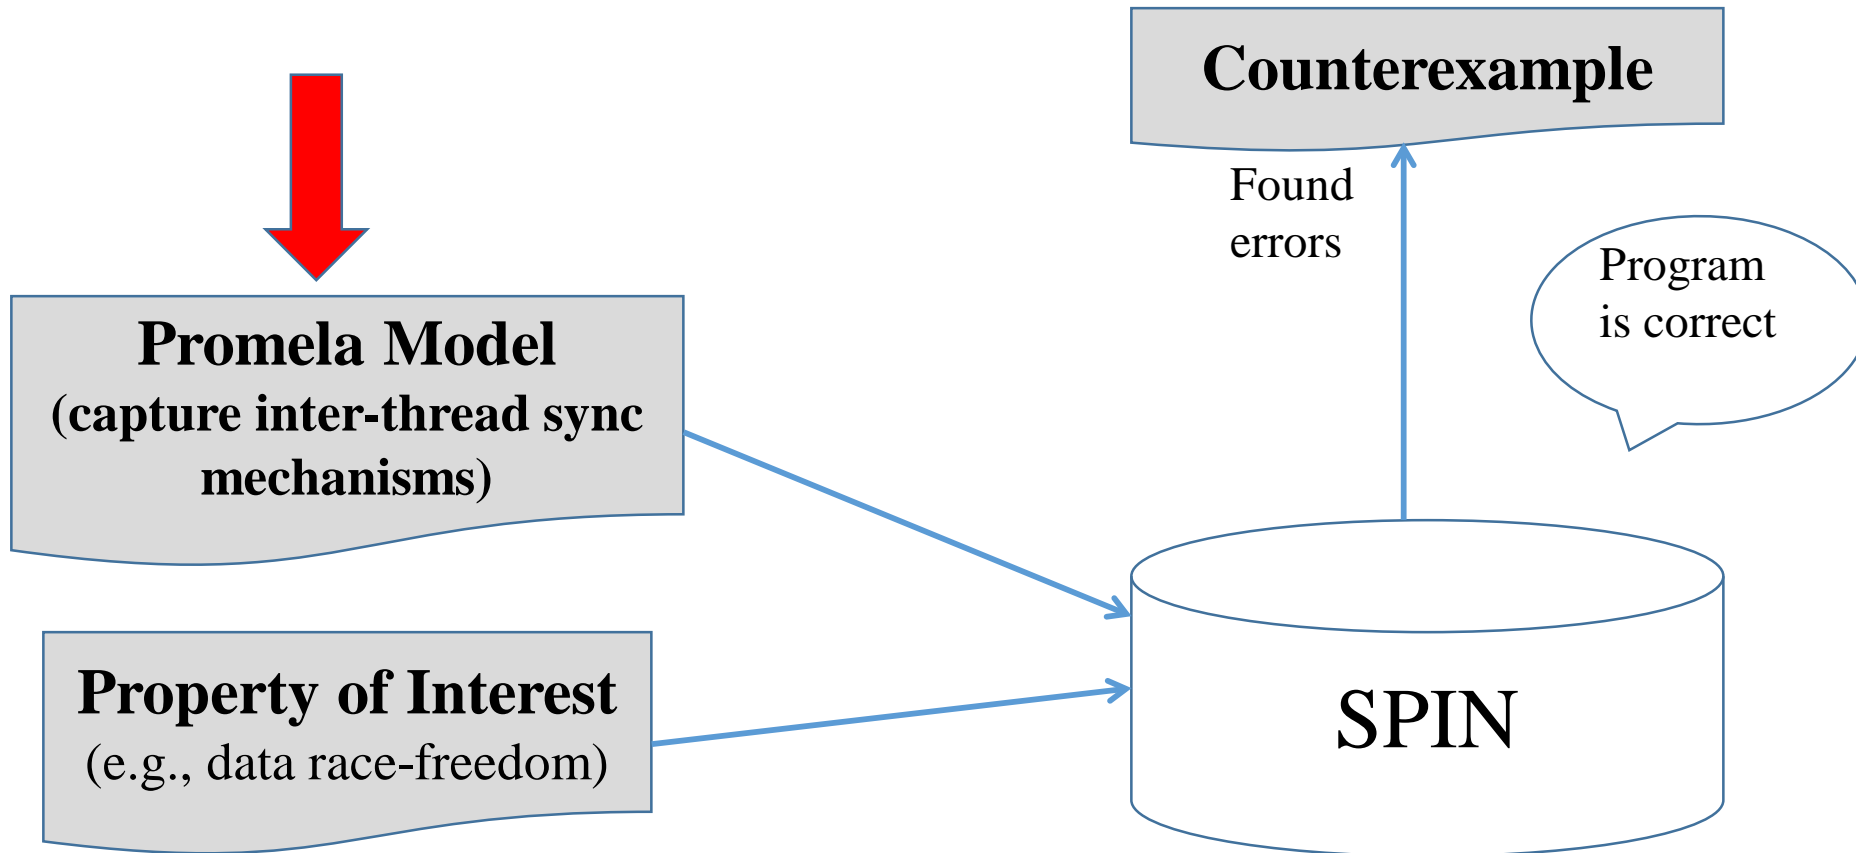 Counterexample
Found
errors
Program
is correct
Promela Model
(capture inter-thread sync
mechanisms)
Property of Interest
(e.g., data race-freedom)
SPIN